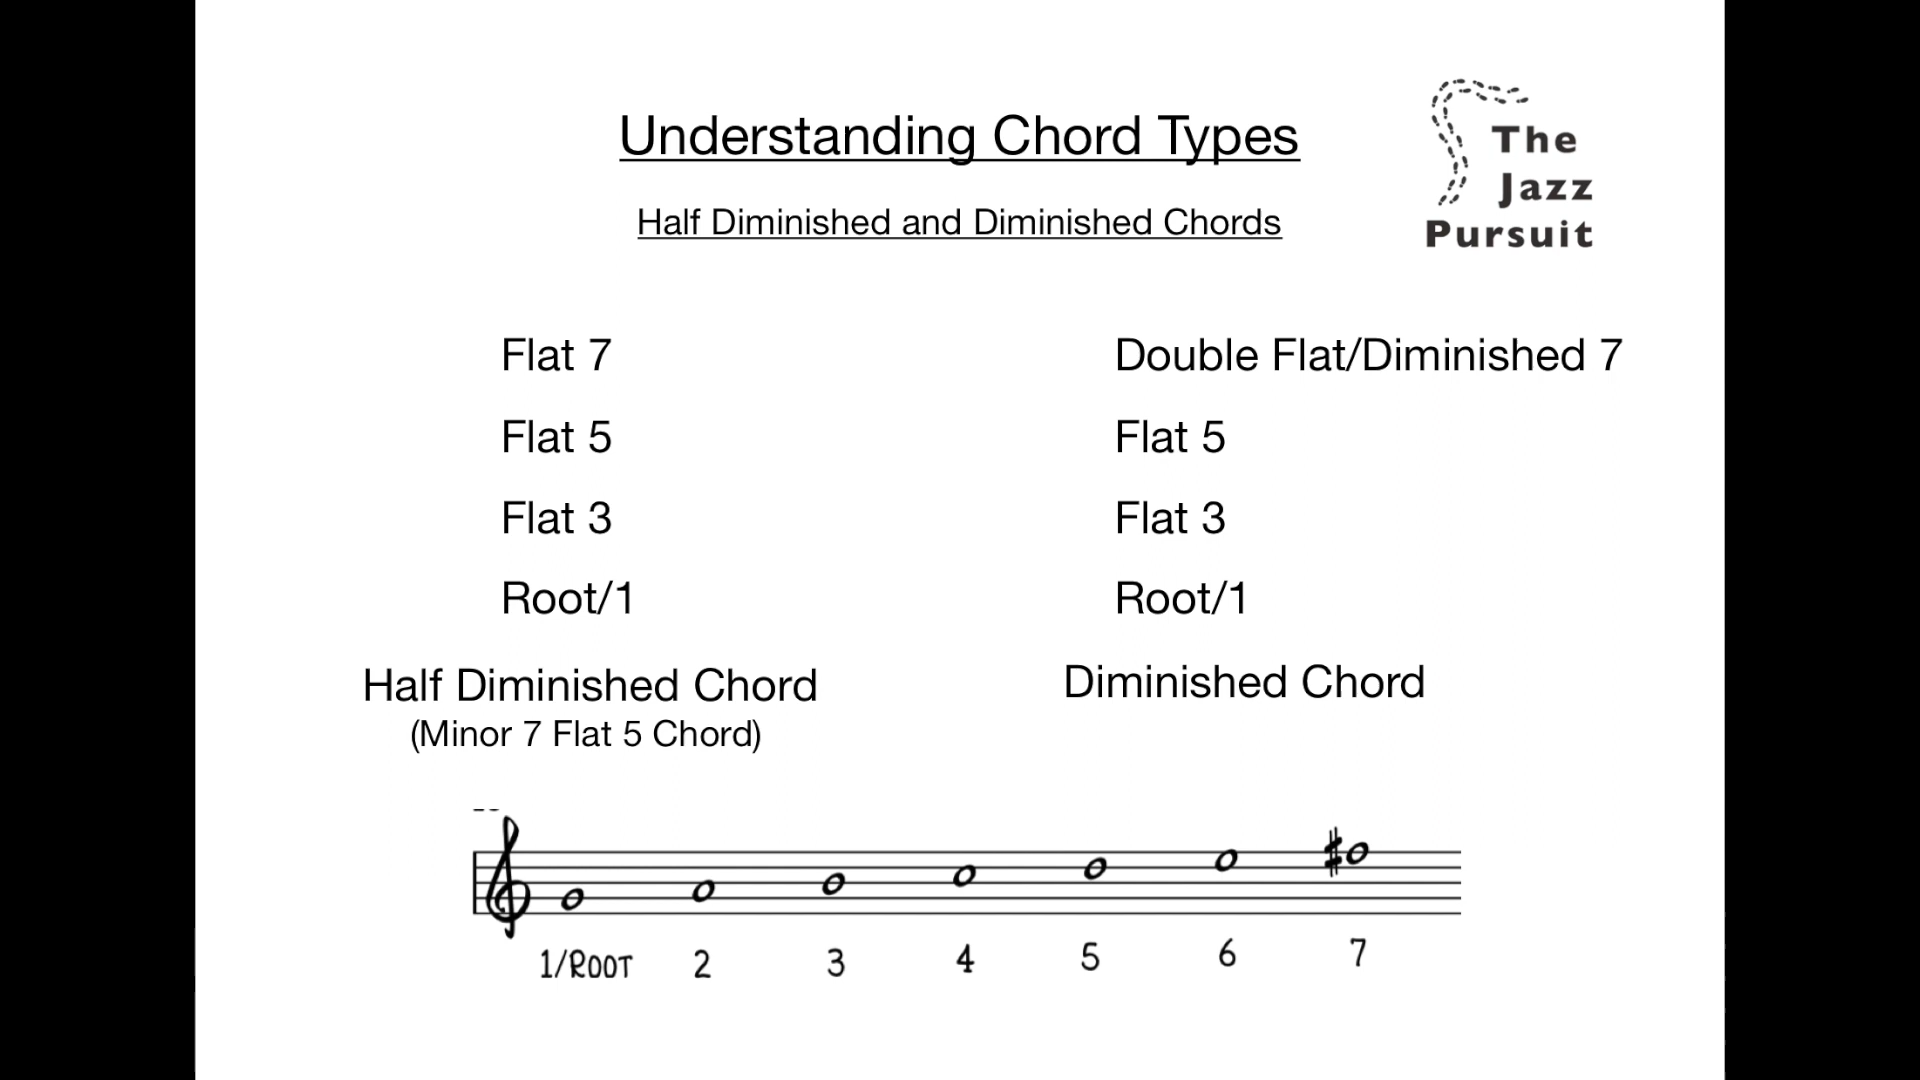 Understanding Chord Types
Half Diminished and Diminished Chords
The
Jazz
Pursuit
Flat 7
Flat 5
Flat 3
Root/1
Half Diminished Chord
(Minor 7 Flat 5 Chord)
Double Flat/Diminished 7
Flat 5
Flat 3
Root/1
Diminished Chord
1/ROOT 2 3 4 5 6 7